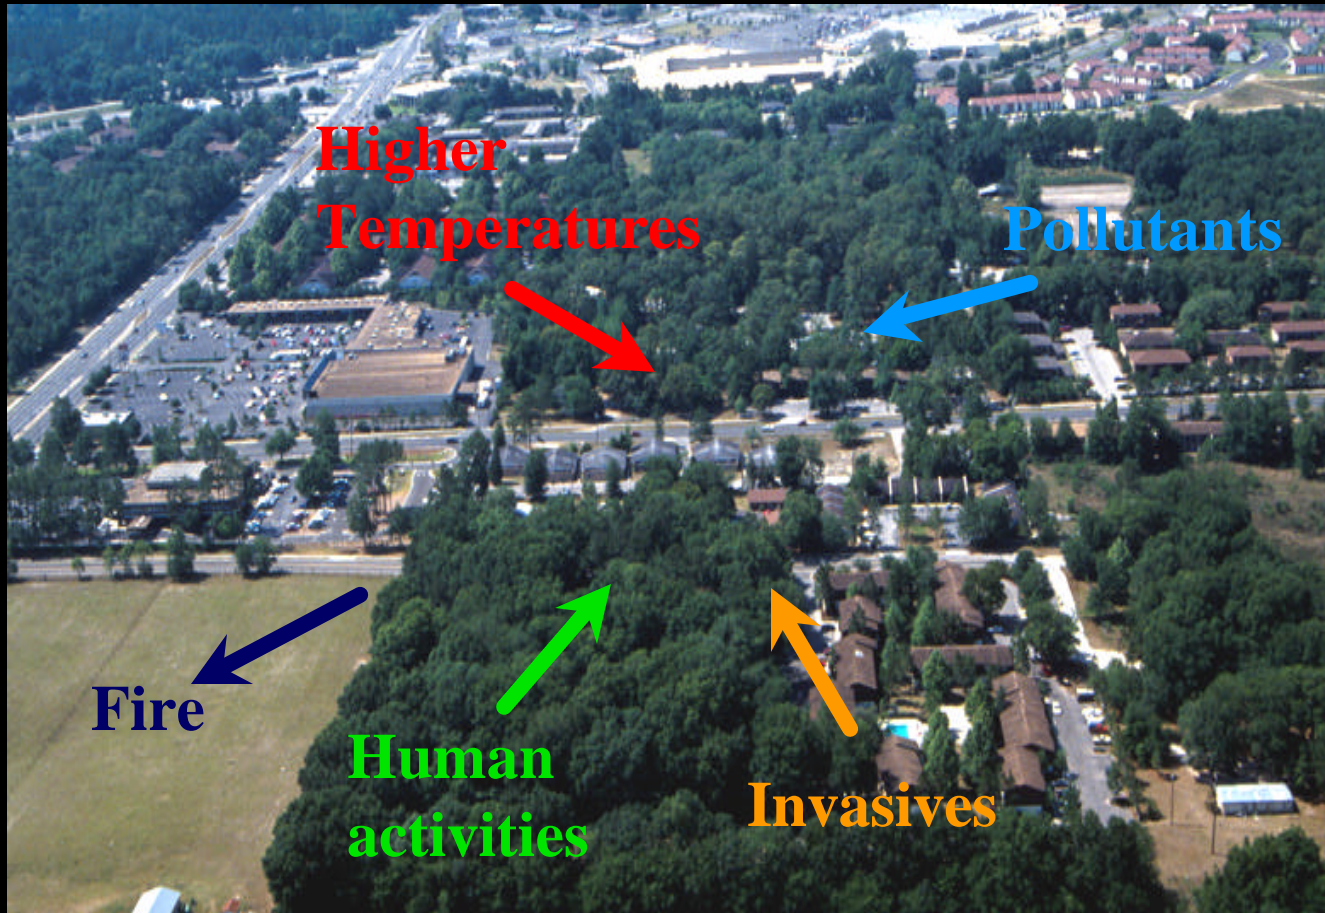 Higher
Temperatures
Pollutants
Fire
Human
activities
Invasives